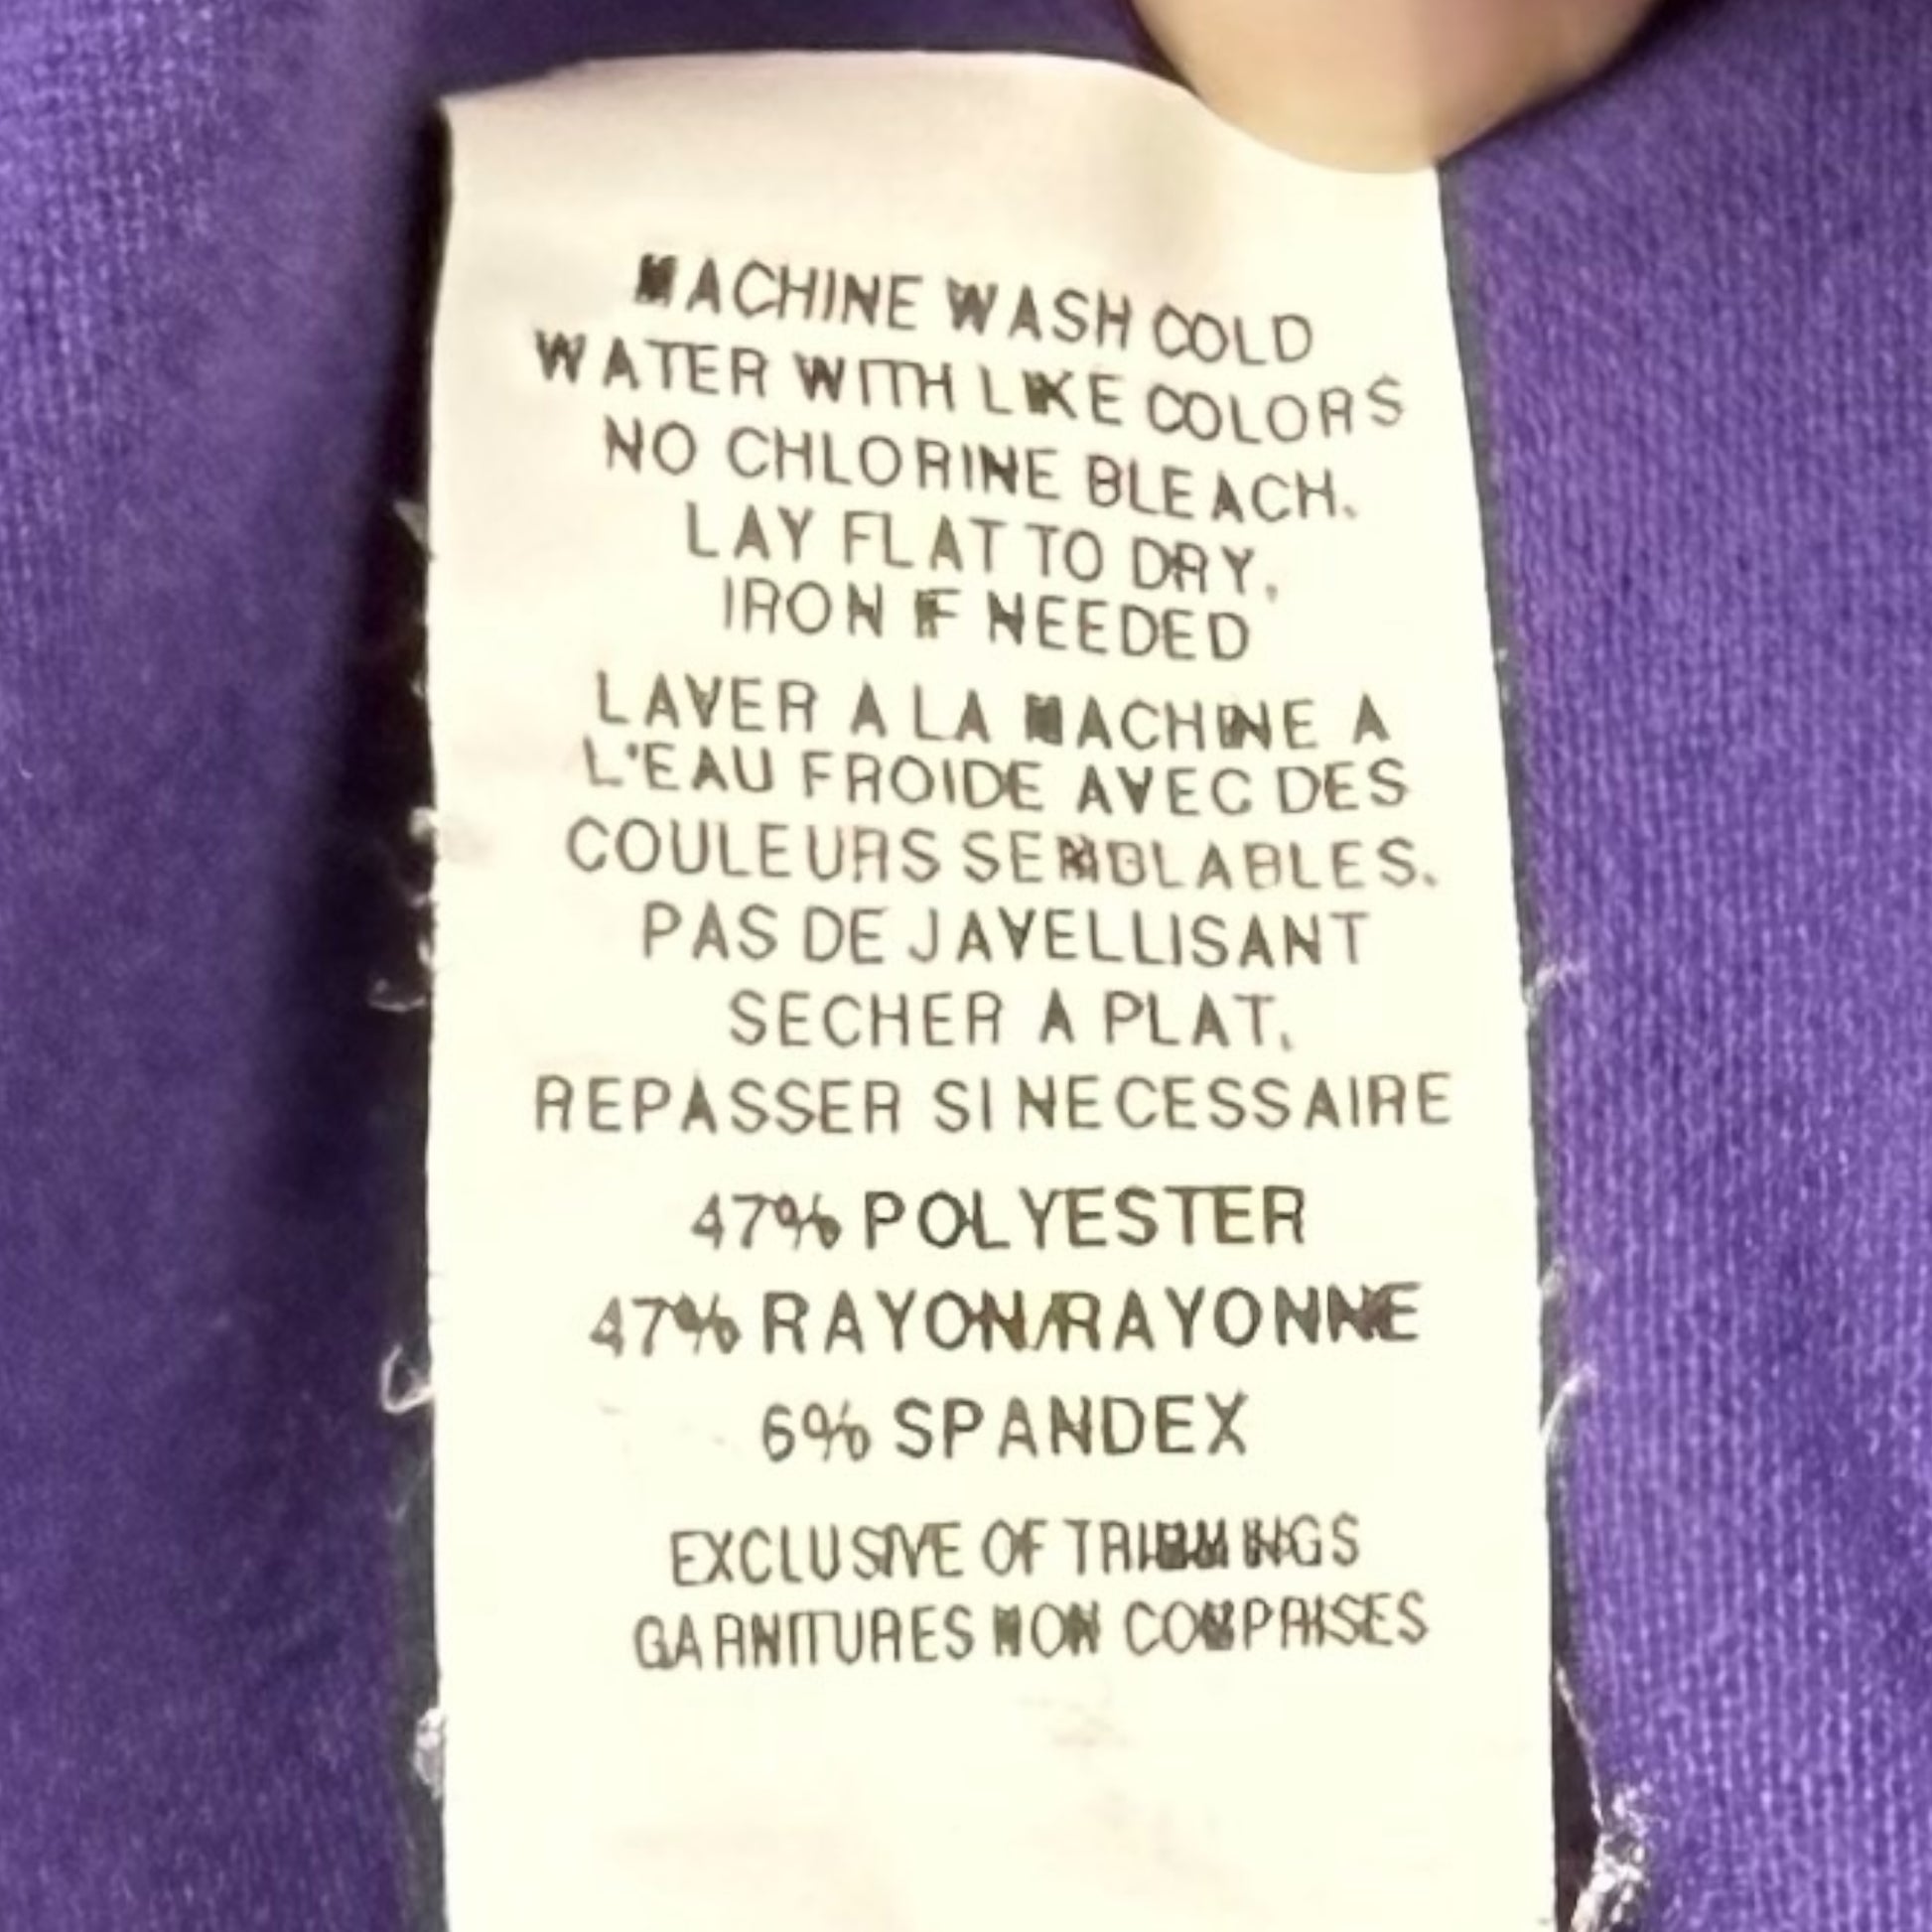 MACHINE WASH COLD
WATER WITH LIKE COLORS
NO CHLORINE BLEACH.
LAY FLAT TO DRY,
IRON IF NEEDED
LAVER A LA MACHINE A
L'EAU FROIDE AVEC DES
COULEURS SEMBLABLES.
PAS DE JAVELLISANT
SECHER A PLAT,
REPASSER SI NECESSAIRE
47% POLYESTER
47% RAYON/RAYONNE
6% SPANDEX
EXCLUSIVE OF TRIMMINGS
GARNITURES NON COMPRISES